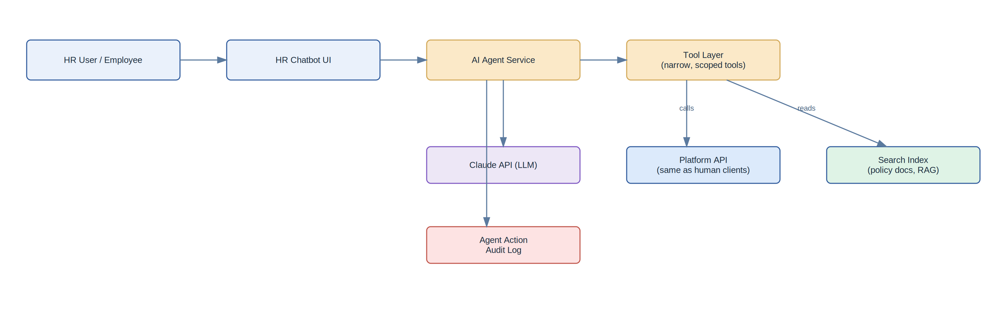 HR User / Employee
HR Chatbot UI
AI Agent Service
Tool Layer
(narrow, scoped tools)
calls
reads
Claude API (LLM)
Platform API
(same as human clients)
Search Index
(policy docs, RAG)
Agent Action
Audit Log